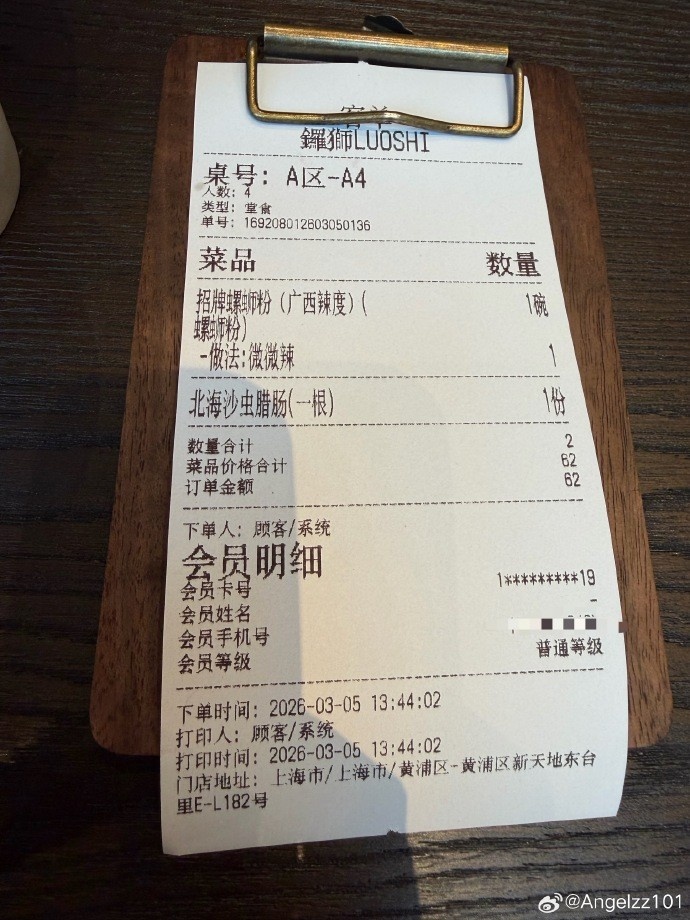 客单
鑼獅LUOSHI
桌号: A区-A4
人数: 4
类型: 堂食
单号: 169208012603050136
菜品 数量
招牌螺蛳粉（广西辣度）( 1碗
螺蛳粉)
-做法:微微辣 1
北海沙虫腊肠(一根) 1份
数量合计 2
菜品价格合计 62
订单金额 62
下单人: 顾客/系统
会员明细
会员卡号 1*********19
会员姓名 -
会员手机号
会员等级 普通等级
下单时间: 2026-03-05 13:44:02
打印人: 顾客/系统
打印时间: 2026-03-05 13:44:02
门店地址: 上海市/上海市/黄浦区-黄浦区新天地东台
里E-L182号
@Angelzz101